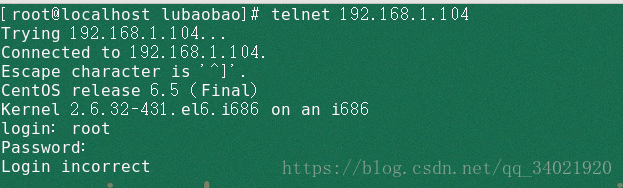 [root@localhost lubaobao]# telnet 192.168.1.104
Trying 192.168.1.104...
Connected to 192.168.1.104.
Escape character is '^]'.
CentOS release 6.5 (Final)
Kernel 2.6.32-431.el6.i686 on an i686
login: root
Password:
Login incorrect
https://blog.csdn.net/qq_34021920